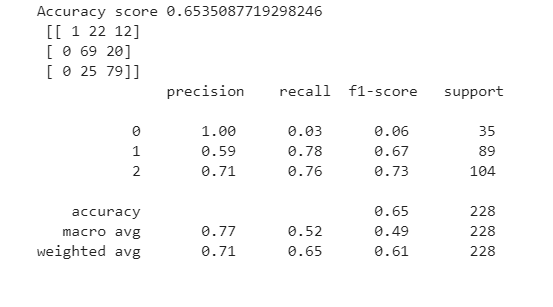 Accuracy score 0.6535087719298246
[[ 1 22 12]
[ 0 69 20]
[ 0 25 79]]
precision recall f1-score support
0 1.00 0.03 0.06 35
1 0.59 0.78 0.67 89
2 0.71 0.76 0.73 104
accuracy 0.65 228
macro avg 0.77 0.52 0.49 228
weighted avg 0.71 0.65 0.61 228